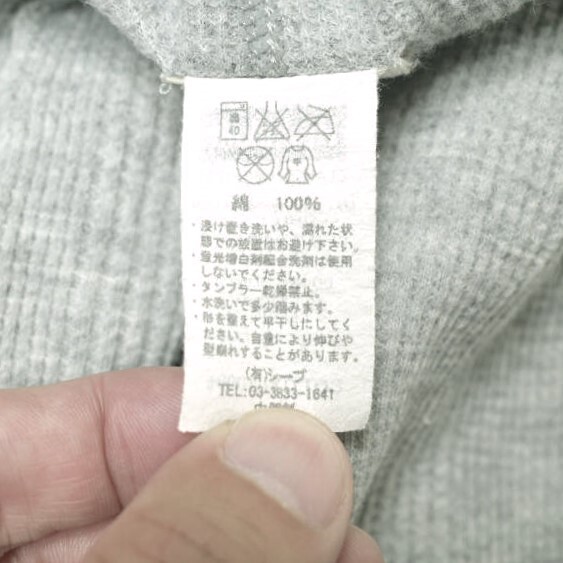 40
平
綿 100%
・浸け置き洗いや、濡れた状
態での放置はお避け下さい。
・蛍光増白剤配合洗剤は使用
しないでください。
・タンブラー乾燥禁止。
・水洗いで多少縮みます。
・形を整えて平干しにしてく
ださい。自重により伸びや
型崩れすることがあります。
(有)シープ
TEL:03-3833-1641